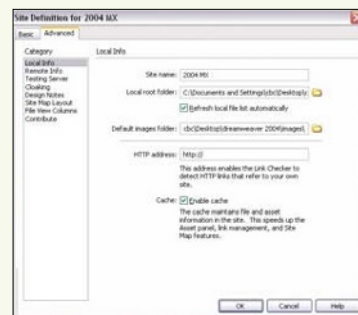 Site Definition for 2004 MX
Basic
Advanced
Category
Local Info
Remote Info
Testing Server
Cloaking
Design Notes
Site Map Layout
File View Columns
Contribute
Local Info
Site name: 2004 MX
Local root folder: C:\Documents and Settings\cbc\Desktop\
Refresh local file list automatically
Default images folder: cbc\Desktop\dreamweaver 2004\images\
HTTP address: http://
This address enables the Link Checker to
detect HTTP links that refer to your own
site.
Cache: Enable cache
The cache maintains file and asset
information in the site. This speeds up the
Asset panel, link management, and Site
Map features.
OK
Cancel
Help